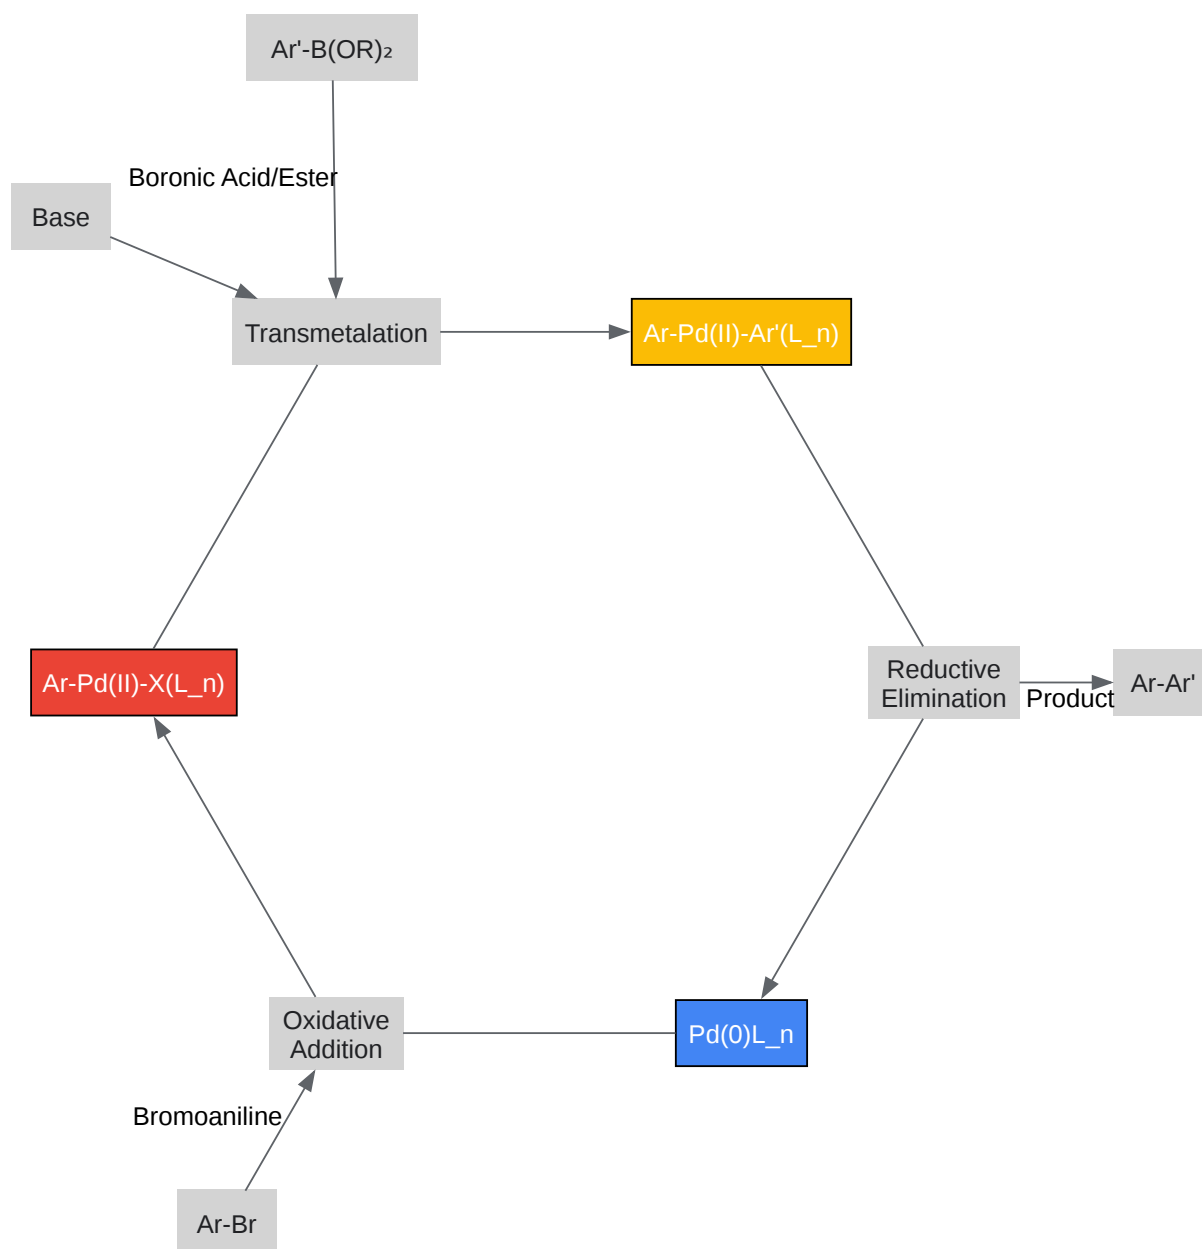 Ar'-B(OR)₂
Boronic Acid/Ester
Base
Transmetalation
Ar-Pd(II)-Ar'(L_n)
Ar-Pd(II)-X(L_n)
Reductive
Elimination
Product
Ar-Ar'
Oxidative
Addition
Pd(0)L_n
Bromoaniline
Ar-Br